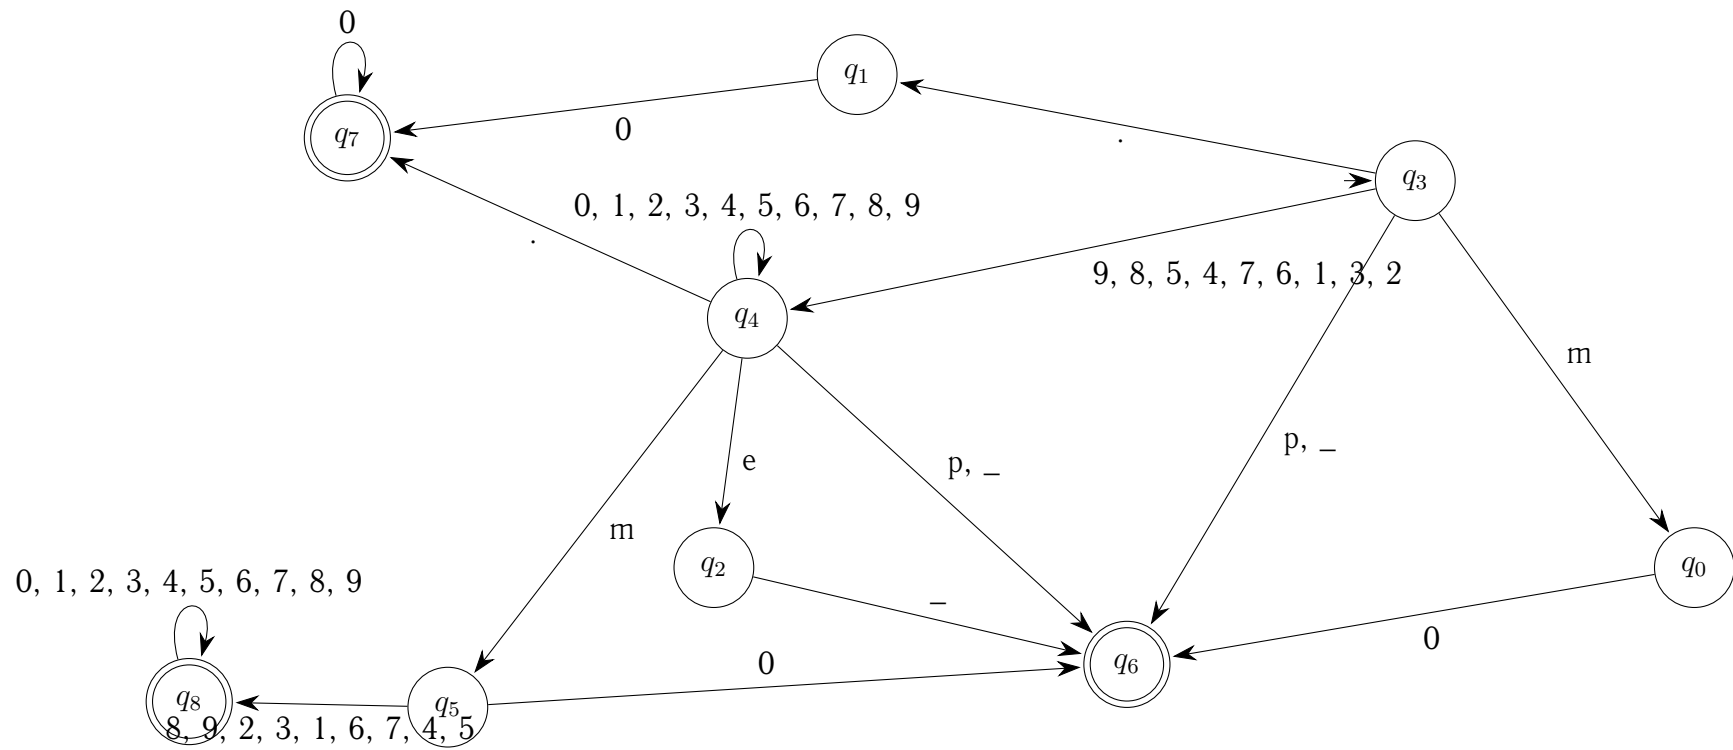 0
q1
q7
0
.
q3
0, 1, 2, 3, 4, 5, 6, 7, 8, 9
.
9, 8, 5, 4, 7, 6, 1, 3, 2
q4
m
p, _
e
p, _
m
q2
q0
0, 1, 2, 3, 4, 5, 6, 7, 8, 9
_
0
0
q6
q8
q5
8, 9, 2, 3, 1, 6, 7, 4, 5